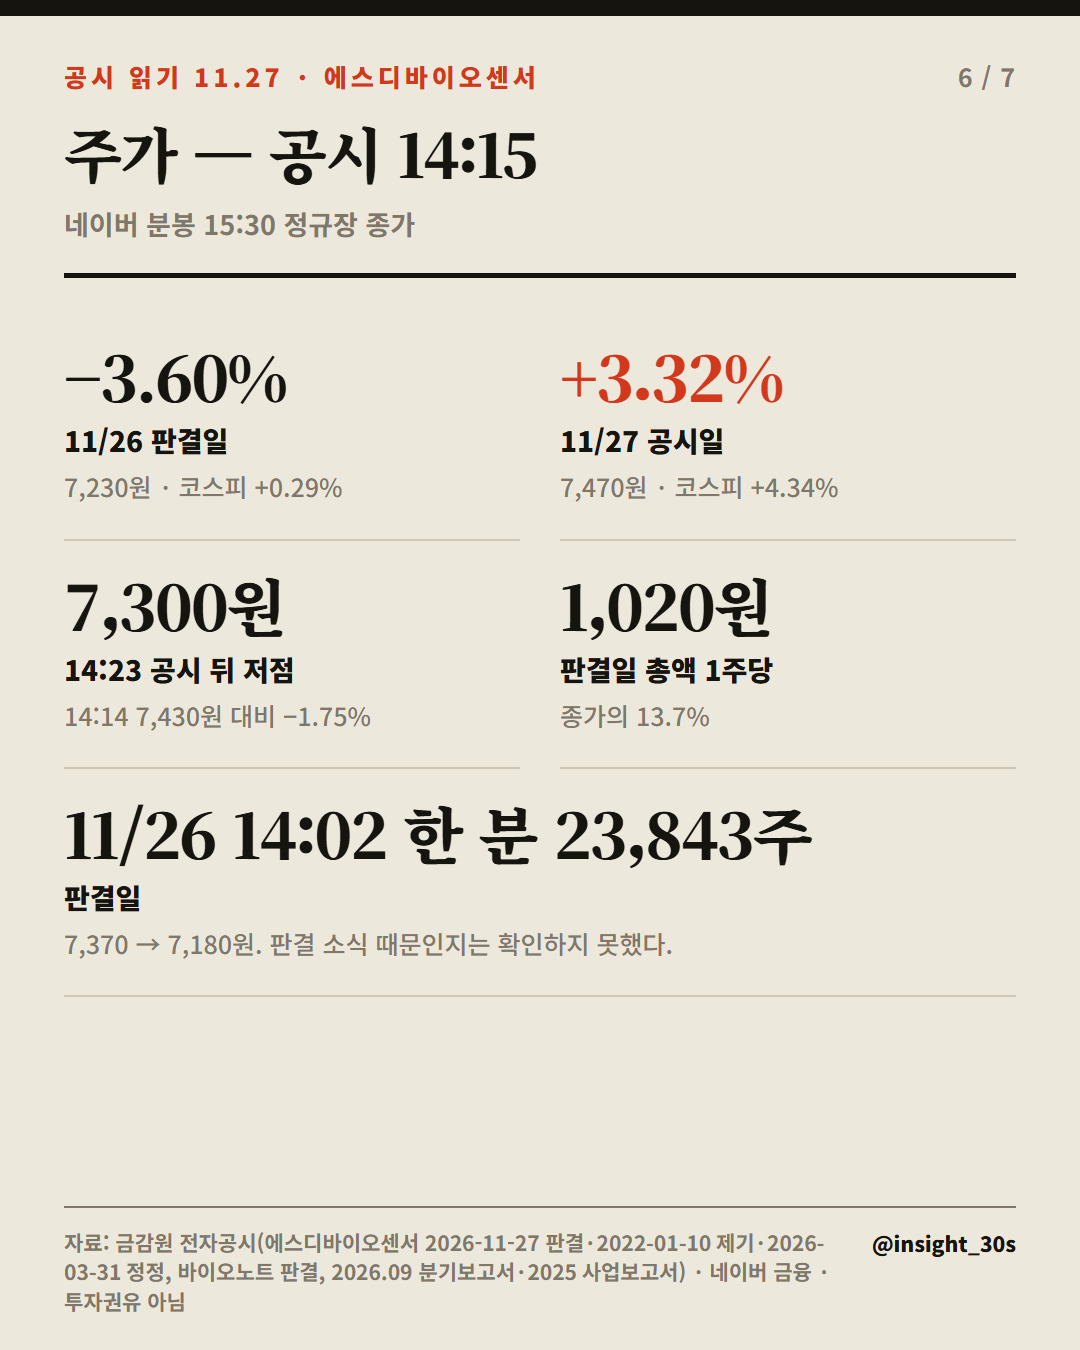 공시 읽기 11.27 · 에스디바이오센서
6 / 7
주가 — 공시 14:15
네이버 분봉 15:30 정규장 종가
−3.60%
11/26 판결일
7,230원 · 코스피 +0.29%
+3.32%
11/27 공시일
7,470원 · 코스피 +4.34%
7,300원
14:23 공시 뒤 저점
14:14 7,430원 대비 −1.75%
1,020원
판결일 총액 1주당
종가의 13.7%
11/26 14:02 한 분 23,843주
판결일
7,370 → 7,180원. 판결 소식 때문인지는 확인하지 못했다.
자료: 금감원 전자공시(에스디바이오센서 2026-11-27 판결·2022-01-10 제기·2026-
03-31 정정, 바이오노트 판결, 2026.09 분기보고서·2025 사업보고서) · 네이버 금융 ·
투자권유 아님
@insight_30s